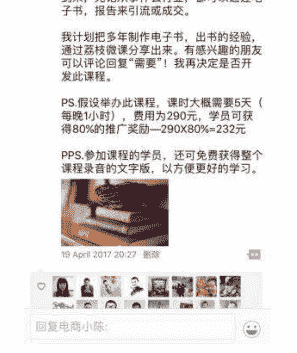 子书，报告来引流或成交。
我计划把多年制作电子书、出书的经验，
通过荔枝微课分享出来。有感兴趣的朋友
可以评论回复“需要”！我再决定是否开
发此课程。
PS.假设举办此课程，课时大概需要5天（
每晚1小时），费用为290元，学员可获
得80%的推广奖励—290X80%=232元
PPS.参加课程的学员，还可免费获得整个
课程录音的文字版，以方便更好的学习。
19 April 2017 20:27 删除
回复电商小陈: